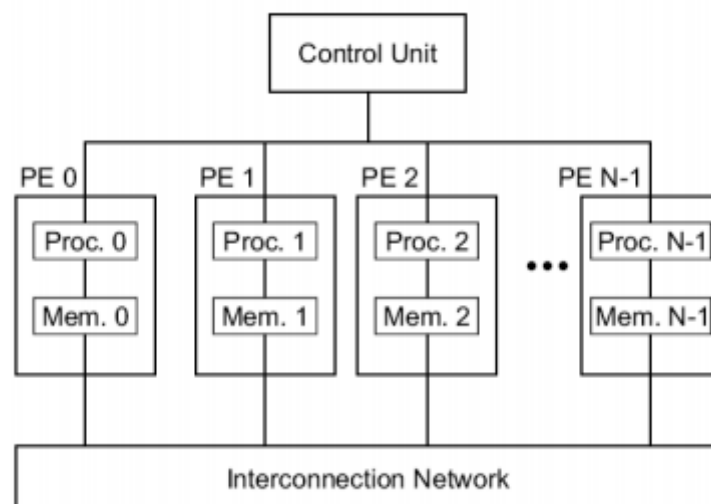 Control Unit
PE 0 PE 1 PE 2 PE N-1
Proc. 0 Proc. 1 Proc. 2 ••• Proc. N-1
Mem. 0 Mem. 1 Mem. 2 Mem. N-1
Interconnection Network